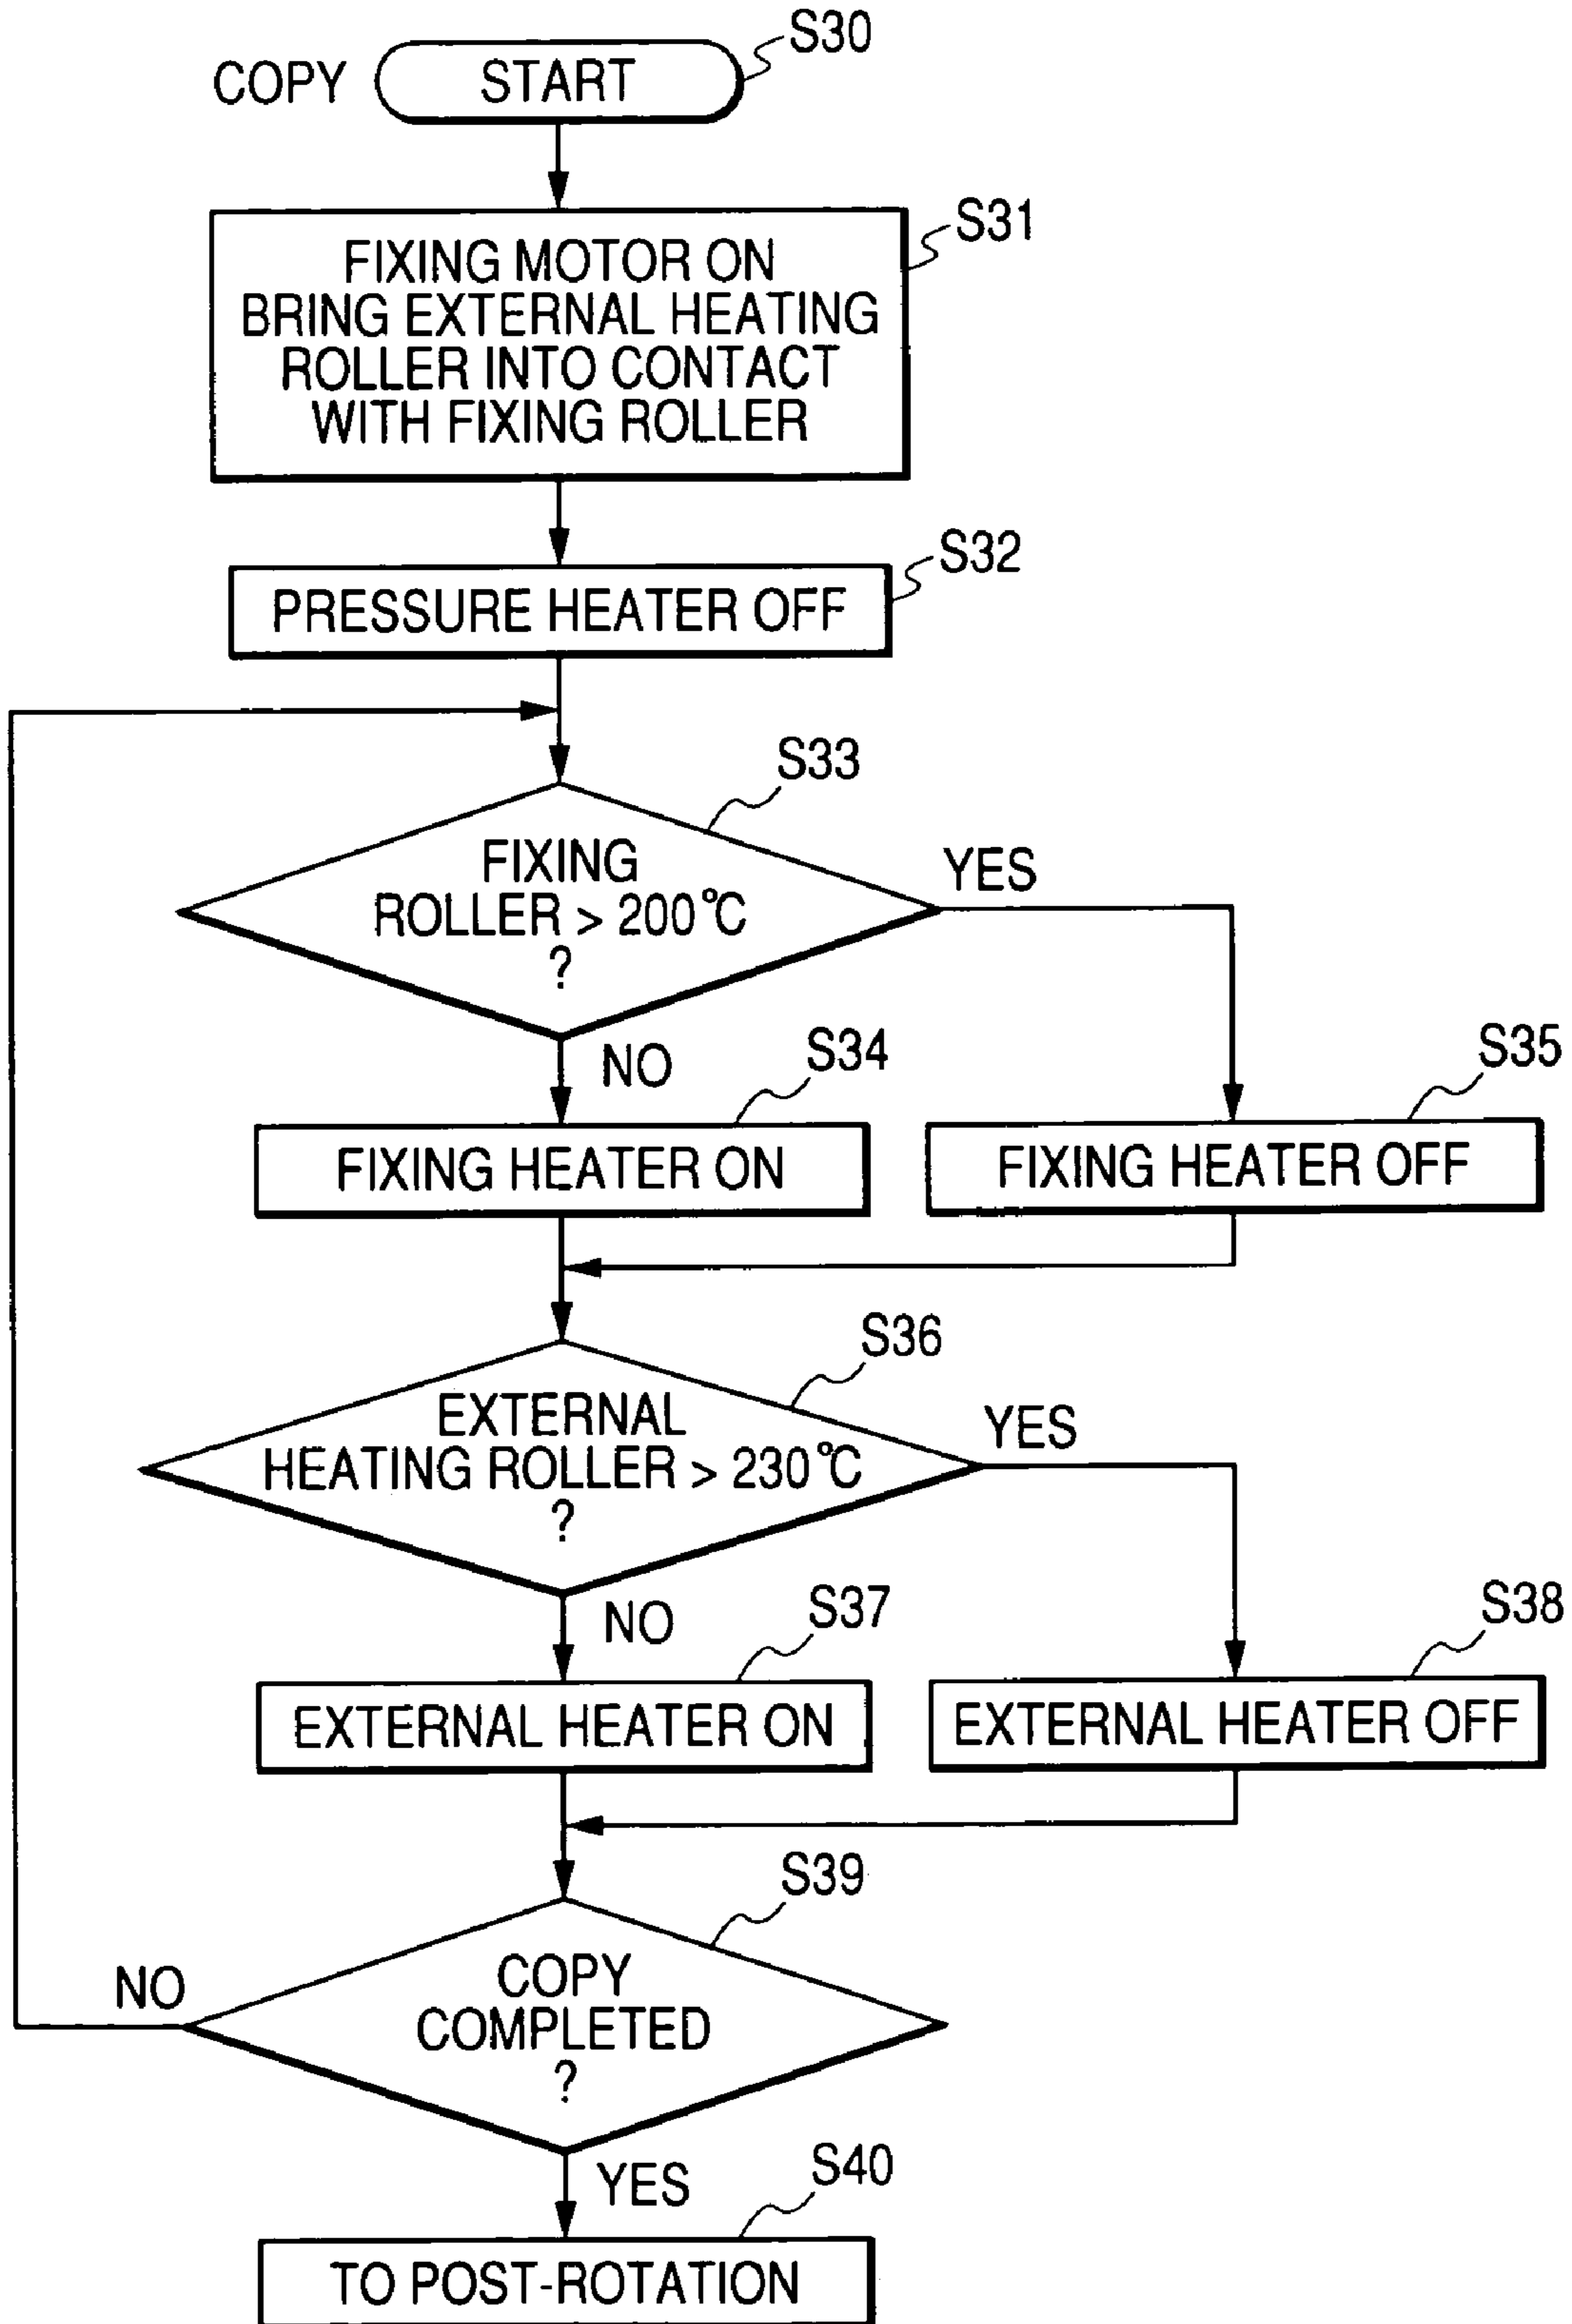 COPY START S30
S31
FIXING MOTOR ON
BRING EXTERNAL HEATING
ROLLER INTO CONTACT
WITH FIXING ROLLER
S32
PRESSURE HEATER OFF
S33
FIXING
ROLLER > 200°C
?
YES
NO
S34
FIXING HEATER ON
S35
FIXING HEATER OFF
S36
EXTERNAL
HEATING ROLLER > 230°C
?
YES
NO
S37
EXTERNAL HEATER ON
S38
EXTERNAL HEATER OFF
S39
COPY
COMPLETED
?
NO
YES
S40
TO POST-ROTATION